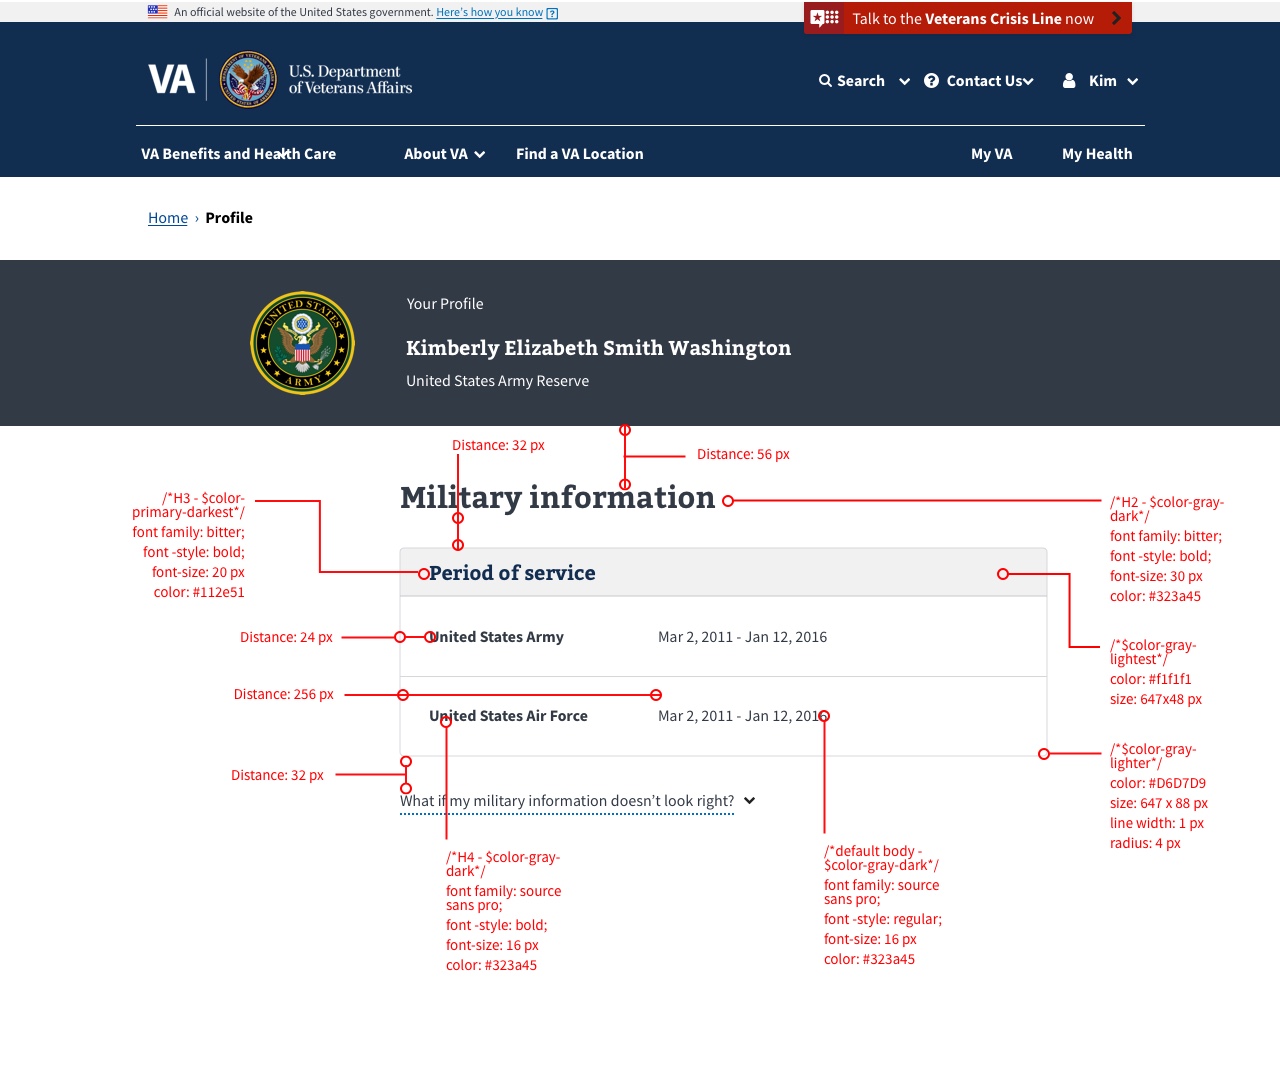 An official website of the United States government. Here's how you know
Talk to the Veterans Crisis Line now
VA
U.S. Department
of Veterans Affairs
Search
Contact Us
Kim
VA Benefits and Health Care
About VA
Find a VA Location
My VA
My Health
Home › Profile
UNITED STATES
ARMY
Your Profile
Kimberly Elizabeth Smith Washington
United States Army Reserve
Distance: 32 px
Distance: 56 px
Military information
/*H3 - $color-
primary-darkest*/
font family: bitter;
font -style: bold;
font-size: 20 px
color: #112e51
/*H2 - $color-gray-
dark*/
font family: bitter;
font -style: bold;
font-size: 30 px
color: #323a45
Period of service
Distance: 24 px
United States Army
Mar 2, 2011 - Jan 12, 2016
/*$color-gray-
lightest*/
color: #f1f1f1
size: 647x48 px
Distance: 256 px
United States Air Force
Mar 2, 2011 - Jan 12, 2016
/*$color-gray-
lighter*/
color: #D6D7D9
size: 647 x 88 px
line width: 1 px
radius: 4 px
Distance: 32 px
What if my military information doesn't look right?
/*H4 - $color-gray-
dark*/
font family: source
sans pro;
font -style: bold;
font-size: 16 px
color: #323a45
/*default body -
$color-gray-dark*/
font family: source
sans pro;
font -style: regular;
font-size: 16 px
color: #323a45